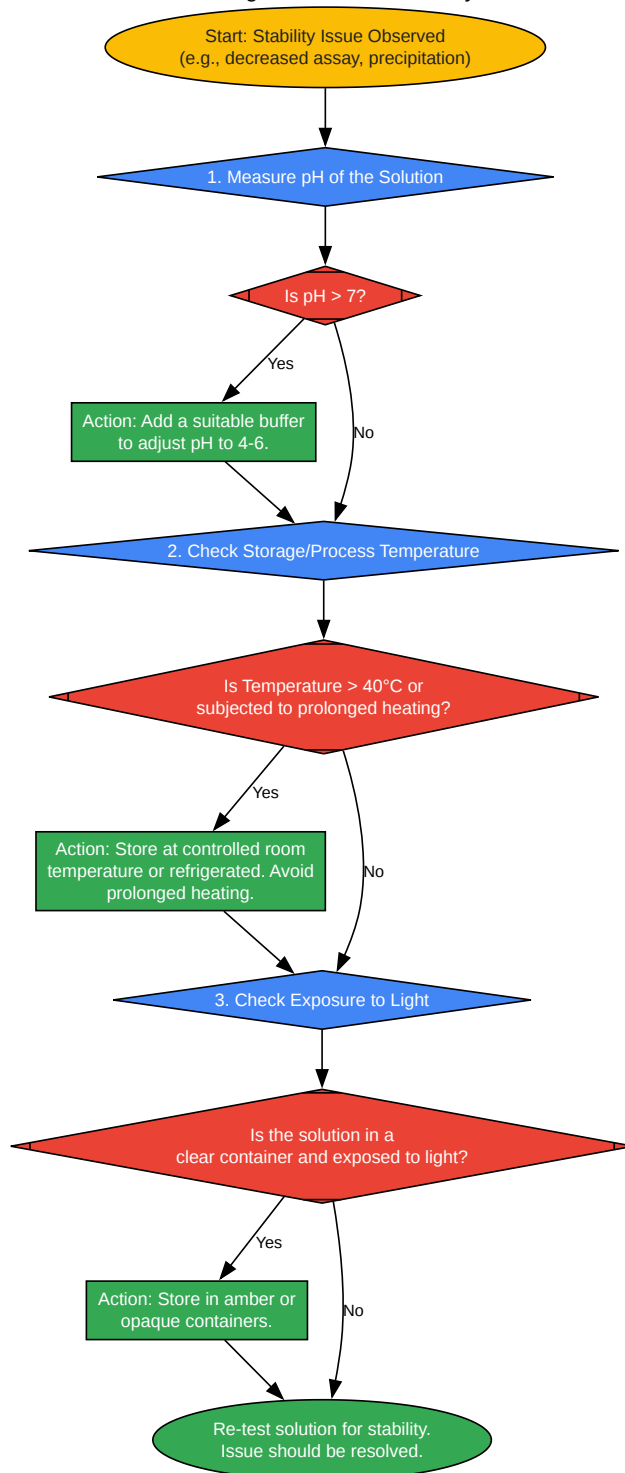 Start: Stability Issue Observed
(e.g., decreased assay, precipitation)
1. Measure pH of the Solution
Is pH > 7?
Yes
Action: Add a suitable buffer
to adjust pH to 4-6.
No
2. Check Storage/Process Temperature
Is Temperature > 40°C or
subjected to prolonged heating?
Yes
Action: Store at controlled room
temperature or refrigerated. Avoid
prolonged heating.
No
3. Check Exposure to Light
Is the solution in a
clear container and exposed to light?
Yes
Action: Store in amber or
opaque containers.
No
Re-test solution for stability.
Issue should be resolved.